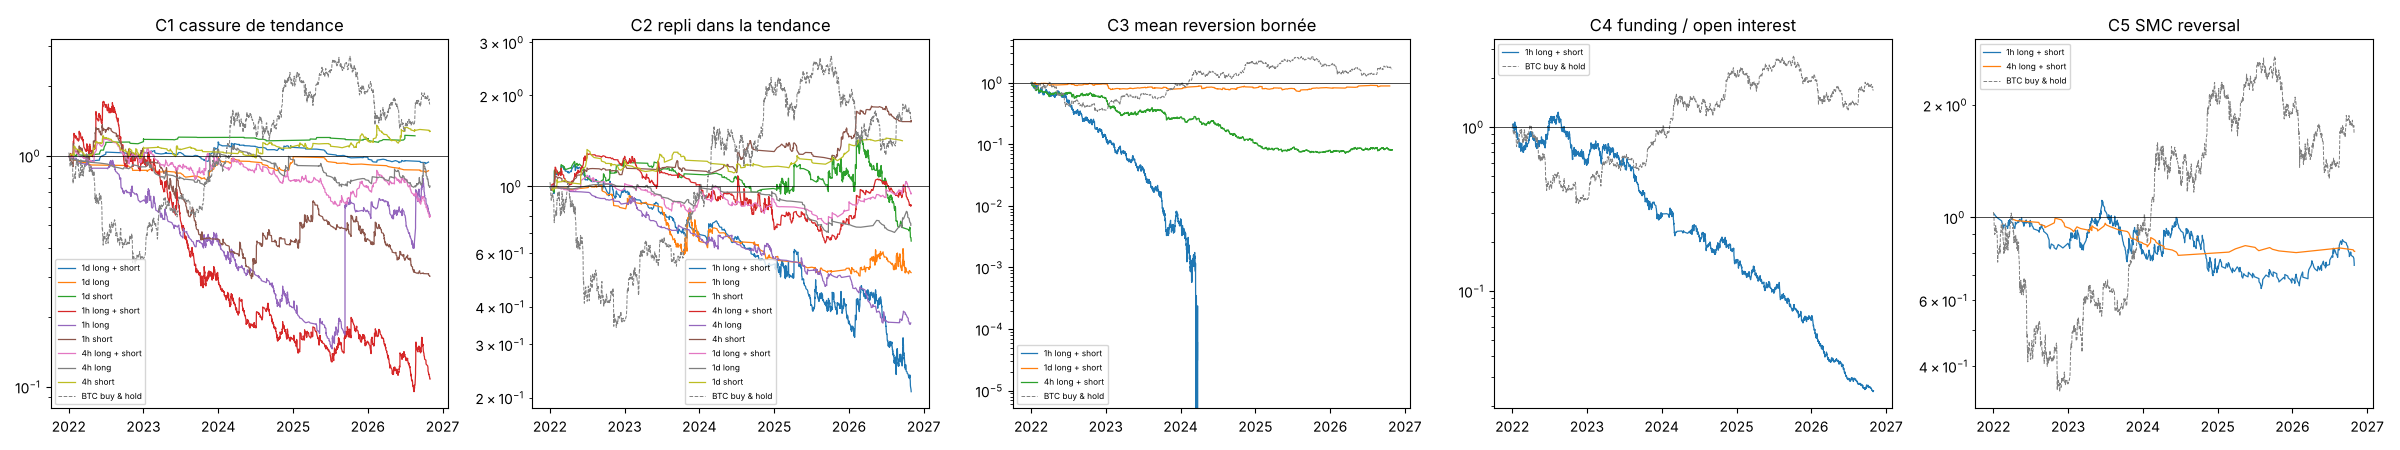 C1 cassure de tendance
10⁰
10⁻¹
1d long + short
1d long
1d short
1h long + short
1h long
1h short
4h long + short
4h long
4h short
BTC buy & hold
2022 2023 2024 2025 2026 2027
C2 repli dans la tendance
3 × 10⁰
2 × 10⁰
10⁰
6 × 10⁻¹
4 × 10⁻¹
3 × 10⁻¹
2 × 10⁻¹
1h long + short
1h long
1h short
4h long + short
4h long
4h short
1d long + short
1d long
1d short
BTC buy & hold
2022 2023 2024 2025 2026 2027
C3 mean reversion bornée
10⁰
10⁻¹
10⁻²
10⁻³
10⁻⁴
10⁻⁵
1h long + short
1d long + short
4h long + short
BTC buy & hold
2022 2023 2024 2025 2026 2027
C4 funding / open interest
1h long + short
BTC buy & hold
10⁰
10⁻¹
2022 2023 2024 2025 2026 2027
C5 SMC reversal
1h long + short
4h long + short
BTC buy & hold
2 × 10⁰
10⁰
6 × 10⁻¹
4 × 10⁻¹
2022 2023 2024 2025 2026 2027